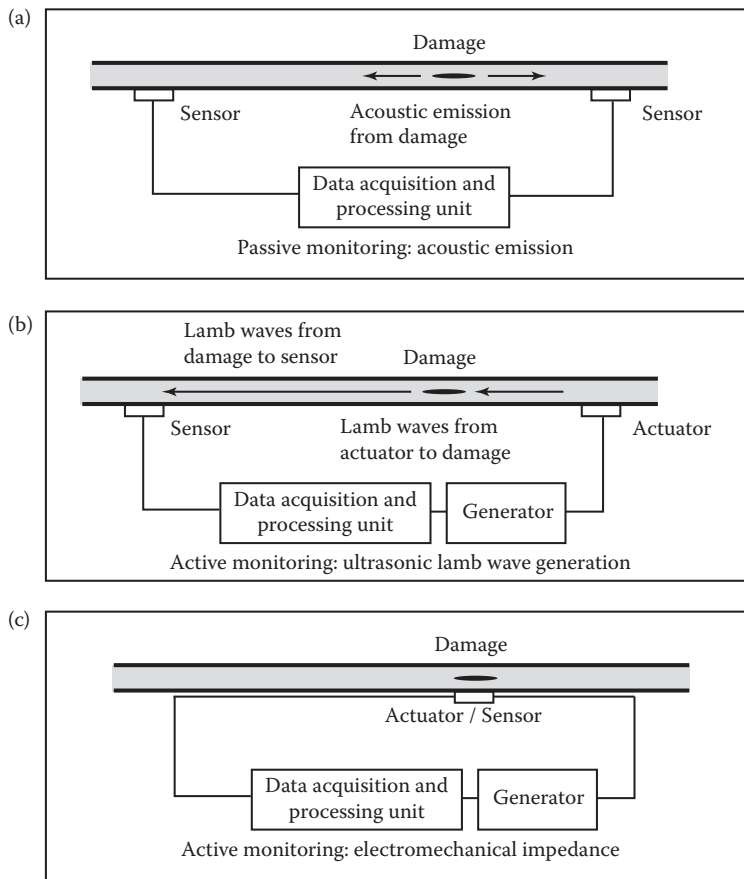 (a)
Damage
Sensor
Acoustic emission
from damage
Sensor
Data acquisition and
processing unit
Passive monitoring: acoustic emission
(b)
Lamb waves from
damage to sensor
Damage
Sensor
Lamb waves from
actuator to damage
Actuator
Data acquisition and
processing unit
Generator
Active monitoring: ultrasonic lamb wave generation
(c)
Damage
Actuator / Sensor
Data acquisition and
processing unit
Generator
Active monitoring: electromechanical impedance